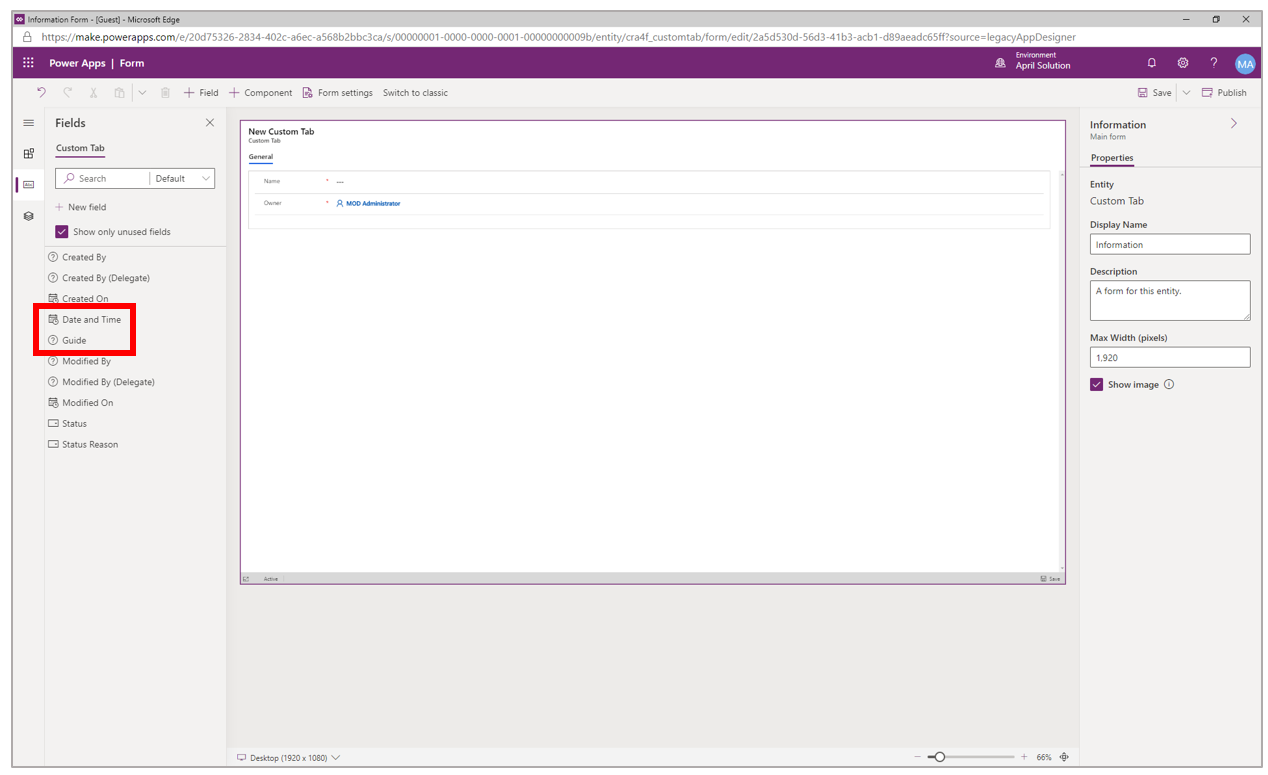 Information Form - [Guest] - Microsoft Edge
https://make.powerapps.com/e/20d75326-2834-402c-a6ec-a568b2bbc3ca/s/00000001-0000-0000-0001-00000000009b/entity/cra4f_customtab/form/edit/2a5d530d-56d3-41b3-acb1-d89aeadc65ff?source=legacyAppDesigner
Power Apps | Form
Environment
April Solution
?
MA
+ Field
+ Component
Form settings
Switch to classic
Save
Publish
Fields
Custom Tab
Search
Default
+ New field
Show only unused fields
Created By
Created By (Delegate)
Created On
Date and Time
Guide
Modified By
Modified By (Delegate)
Modified On
Status
Status Reason
New Custom Tab
Custom Tab
General
Name * ---
Owner * MOD Administrator
Active
Save
Desktop (1920 x 1080)
66%
Information
Main form
Properties
Entity
Custom Tab
Display Name
Information
Description
A form for this entity.
Max Width (pixels)
1,920
Show image